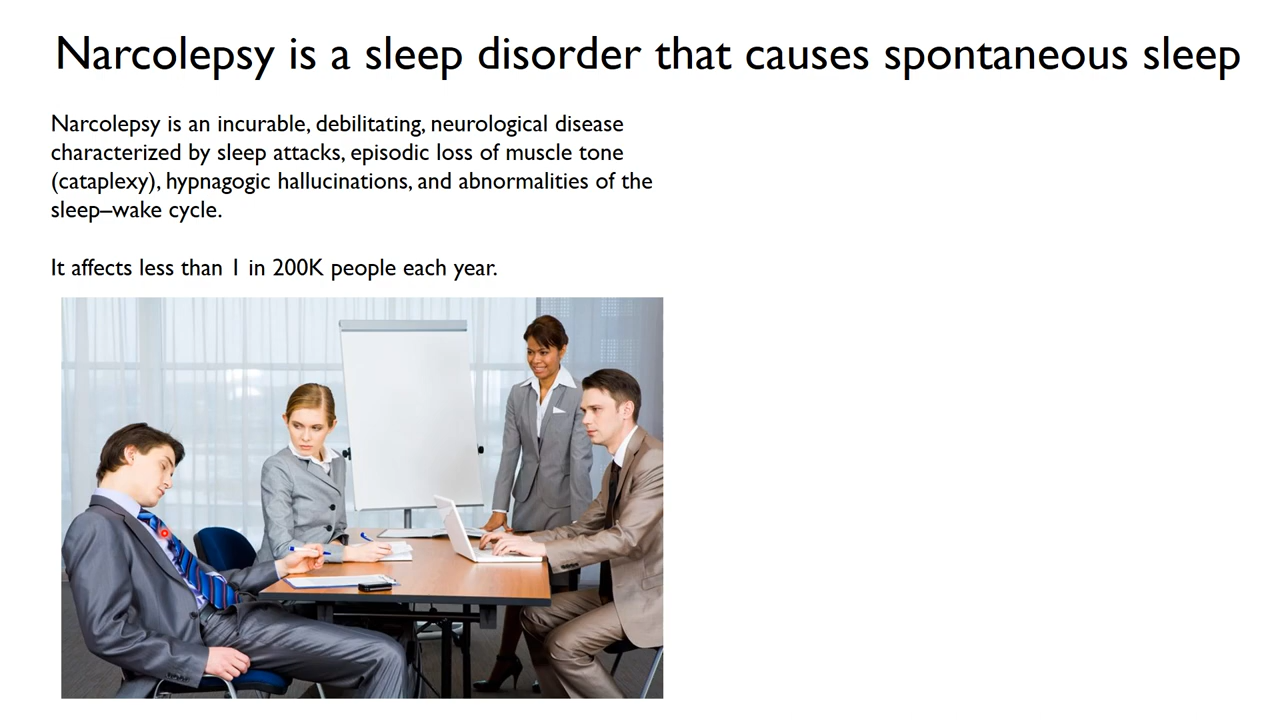 Narcolepsy is a sleep disorder that causes spontaneous sleep
Narcolepsy is an incurable, debilitating, neurological disease
characterized by sleep attacks, episodic loss of muscle tone
(cataplexy), hypnagogic hallucinations, and abnormalities of the
sleep–wake cycle.
It affects less than 1 in 200K people each year.